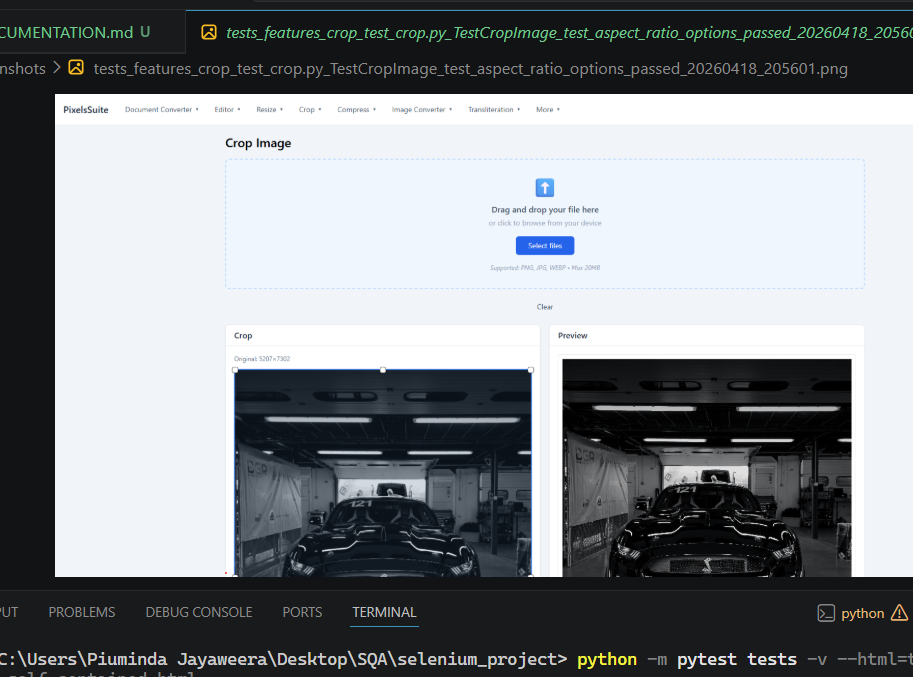 CUMENTATION.md U
tests_features_crop_test_crop.py_TestCropImage_test_aspect_ratio_options_passed_20260418_2056
nshots > tests_features_crop_test_crop.py_TestCropImage_test_aspect_ratio_options_passed_20260418_205601.png
PixelsSuite Document Converter Editor Resize Crop Compress Image Converter Transliteration More
Crop Image
Drag and drop your file here
or click to browse from your device
Select files
Supported: PNG, JPG, WEBP • Max 20MB
Clear
Crop
Original: 5207×7302
121
Preview
121
PUT PROBLEMS DEBUG CONSOLE PORTS TERMINAL
python
C:\Users\Piuminda Jayaweera\Desktop\SQA\selenium_project> python -m pytest tests -v --html=t